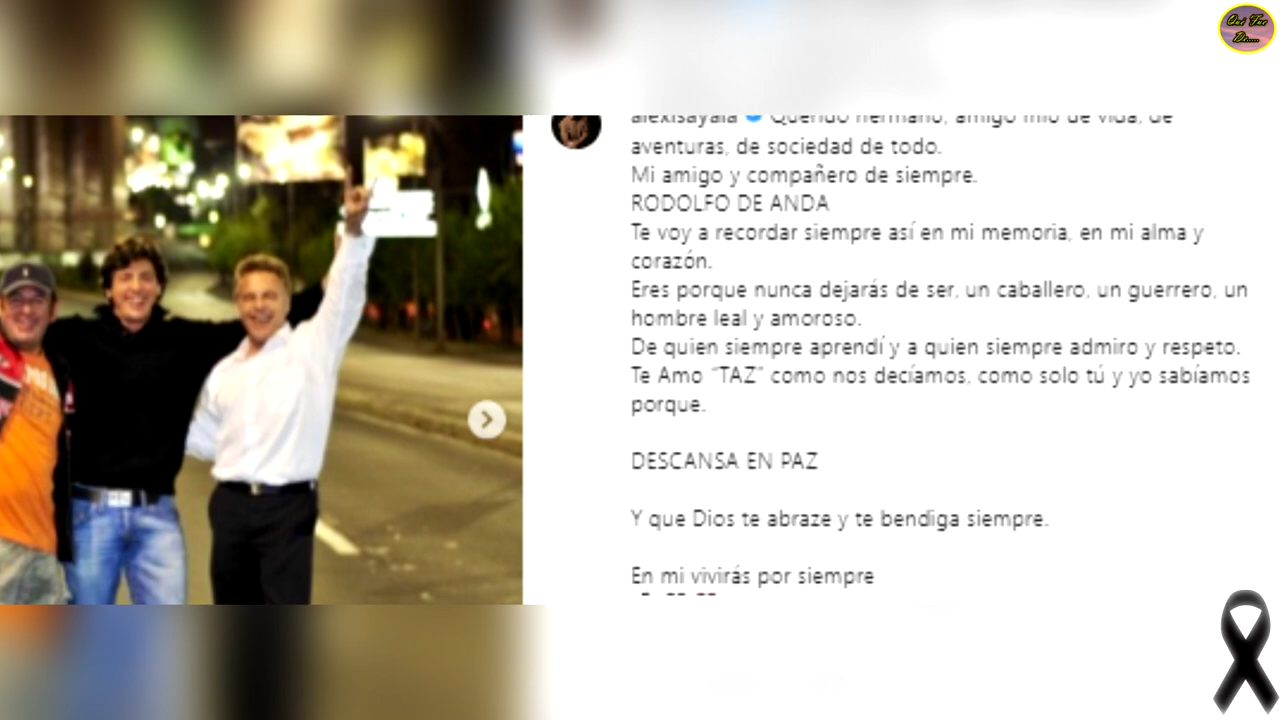 Qué Fue
De.....
alexisayala Querido hermano, amigo mio de vida, de
aventuras, de sociedad de todo.
Mi amigo y compañero de siempre.
RODOLFO DE ANDA
Te voy a recordar siempre así en mi memoria, en mi alma y
corazón.
Eres porque nunca dejarás de ser, un caballero, un guerrero, un
hombre leal y amoroso.
De quien siempre aprendí y a quien siempre admiro y respeto.
Te Amo "TAZ" como nos decíamos, como solo tú y yo sabíamos
porque.
DESCANSA EN PAZ
Y que Dios te abraze y te bendiga siempre.
En mi vivirás por siempre